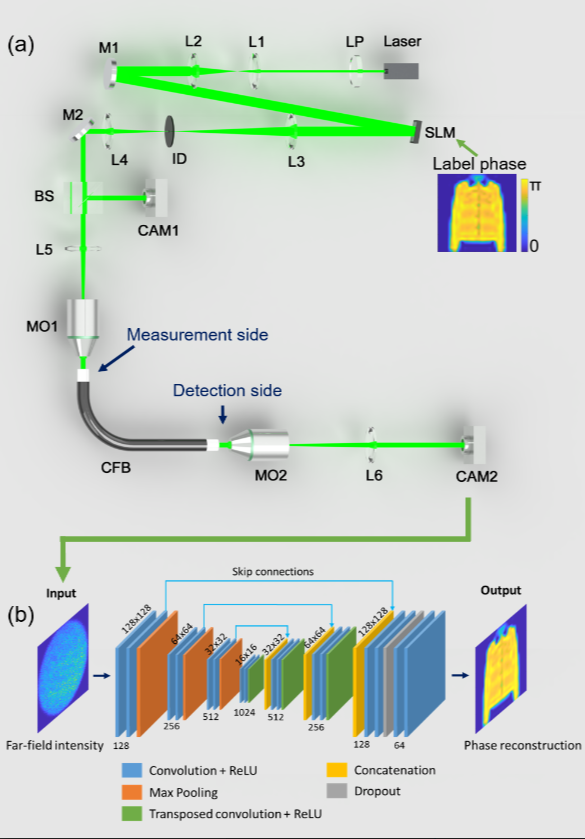 (a)
M1
L2
L1
LP
Laser
M2
L4
ID
L3
SLM
Label phase
π
0
BS
CAM1
L5
MO1
Measurement side
Detection side
CFB
MO2
L6
CAM2
Input
Skip connections
Output
(b)
128x128
64x64
32x32
16x16
32x32
64x64
128x128
128
256
512
1024
512
256
128
64
Far-field intensity
Phase reconstruction
Convolution + ReLU
Concatenation
Max Pooling
Dropout
Transposed convolution + ReLU